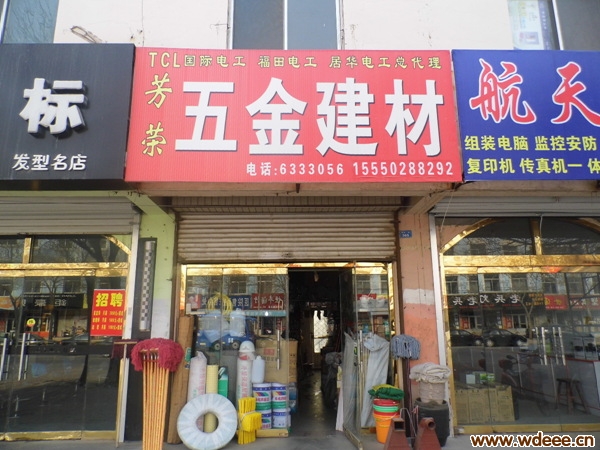 标
发型名店
TCL国际电工 福田电工 居华电工总代理
芳荣
五金建材
电话:6333056 15550288292
航天
组装电脑 监控安防
复印机 传真机一体
招聘
www.wdeee.cn